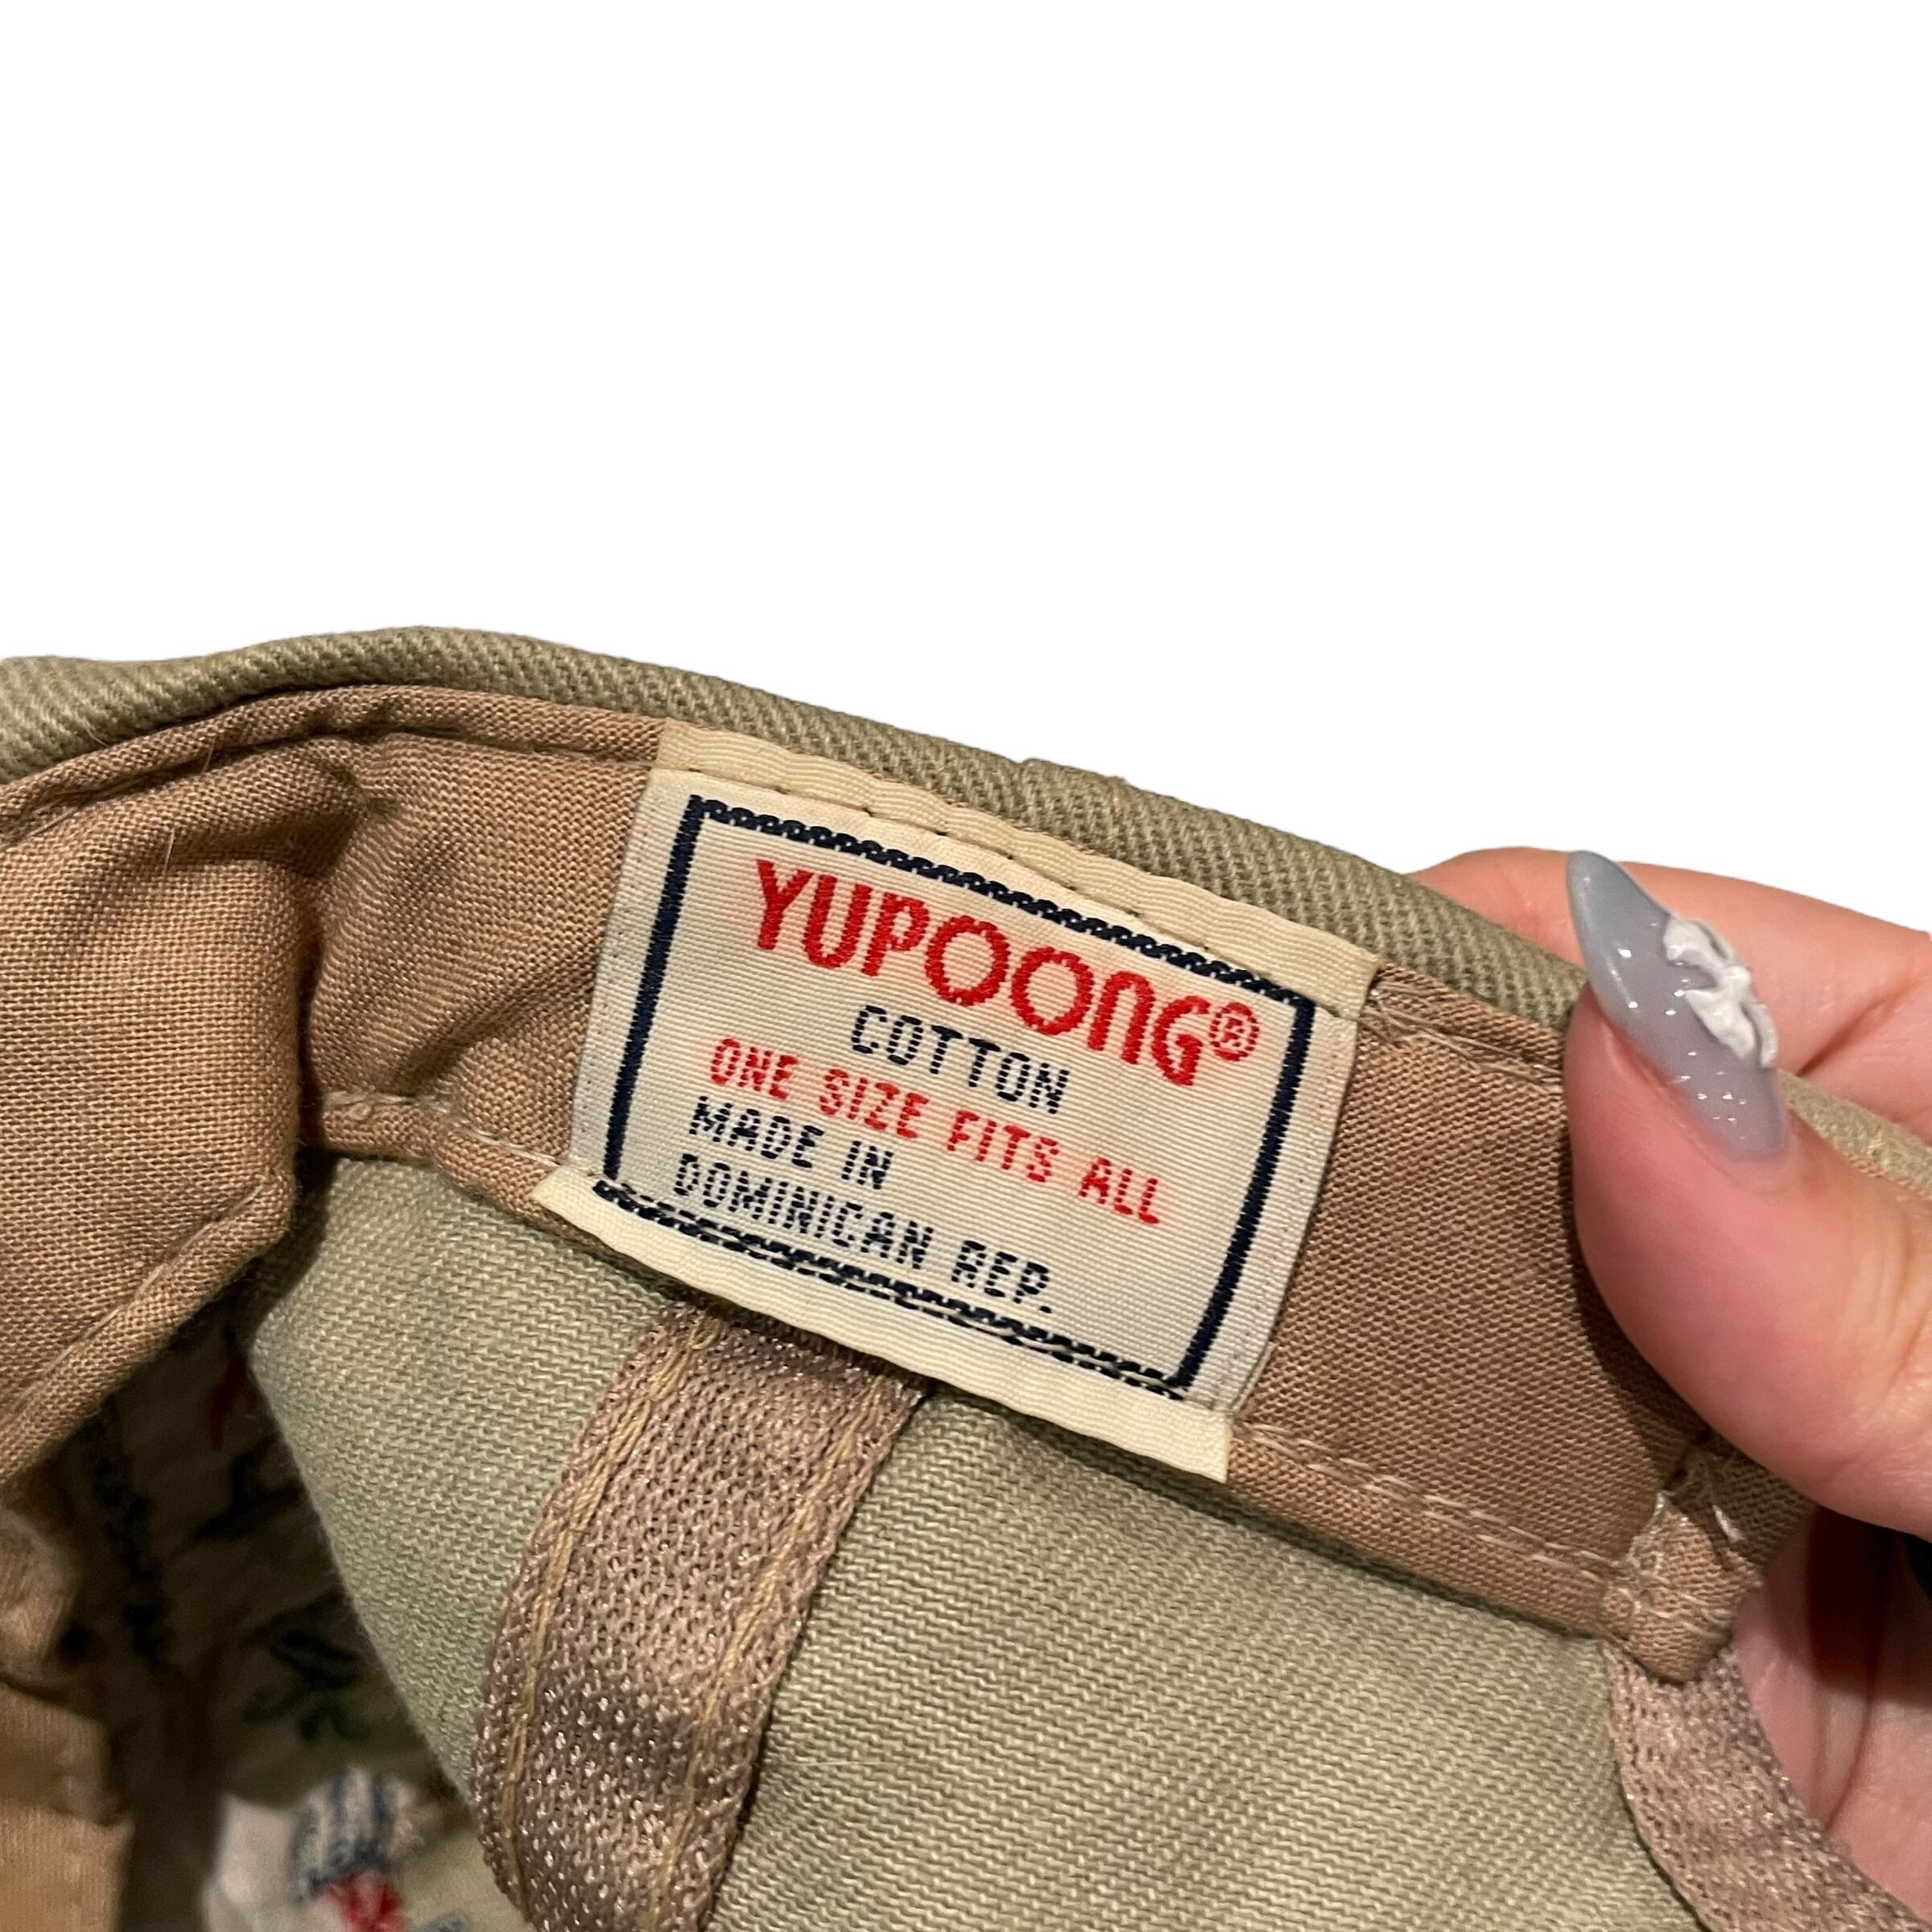 YUPOONG®
COTTON
ONE SIZE FITS ALL
MADE IN
DOMINICAN REP.